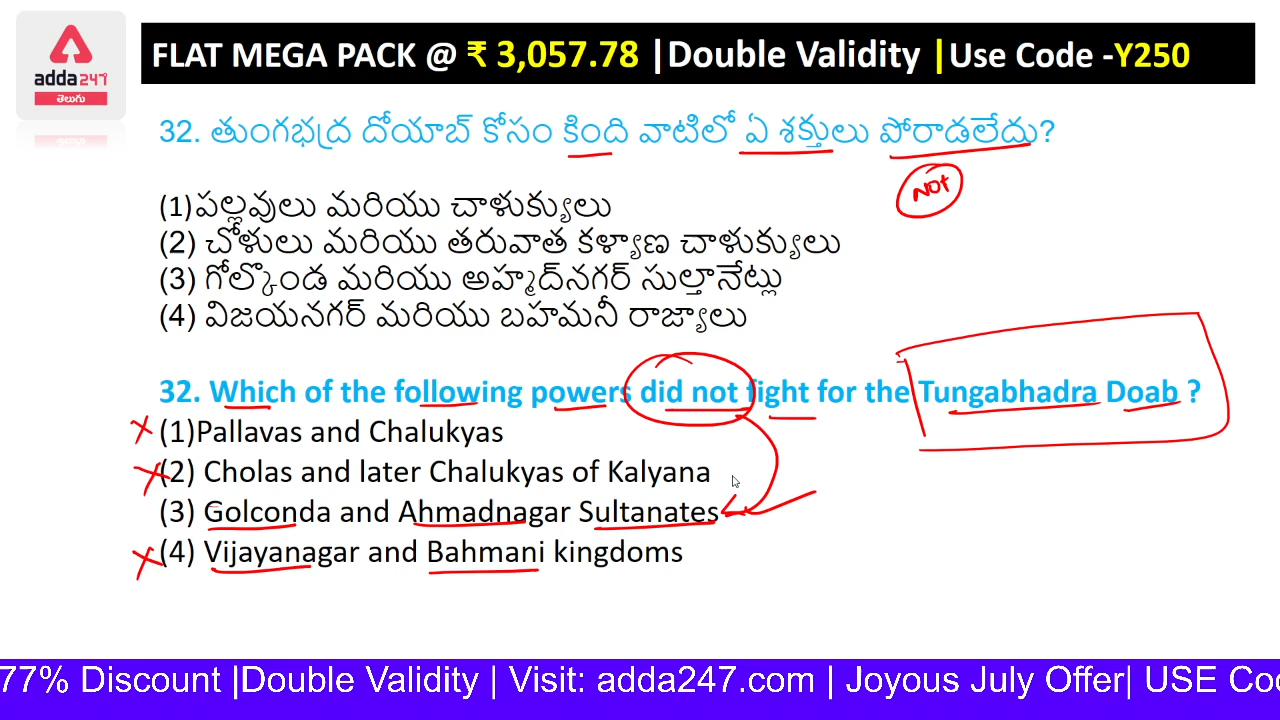 adda247
తెలుగు
FLAT MEGA PACK @ ₹ 3,057.78 |Double Validity |Use Code -Y250
32. తుంగభద్ర దోయాబ్ కోసం కింది వాటిలో ఏ శక్తులు పోరాడలేదు?
NOT
(1)పల్లవులు మరియు చాళుక్యులు
(2) చోళులు మరియు తరువాత కళ్యాణ చాళుక్యులు
(3) గోల్కొండ మరియు అహ్మద్‌నగర్ సుల్తానేట్లు
(4) విజయనగర్ మరియు బహమనీ రాజ్యాలు
32. Which of the following powers did not fight for the Tungabhadra Doab ?
(1)Pallavas and Chalukyas
(2) Cholas and later Chalukyas of Kalyana
(3) Golconda and Ahmadnagar Sultanates
(4) Vijayanagar and Bahmani kingdoms
77% Discount |Double Validity | Visit: adda247.com | Joyous July Offer| USE Coc